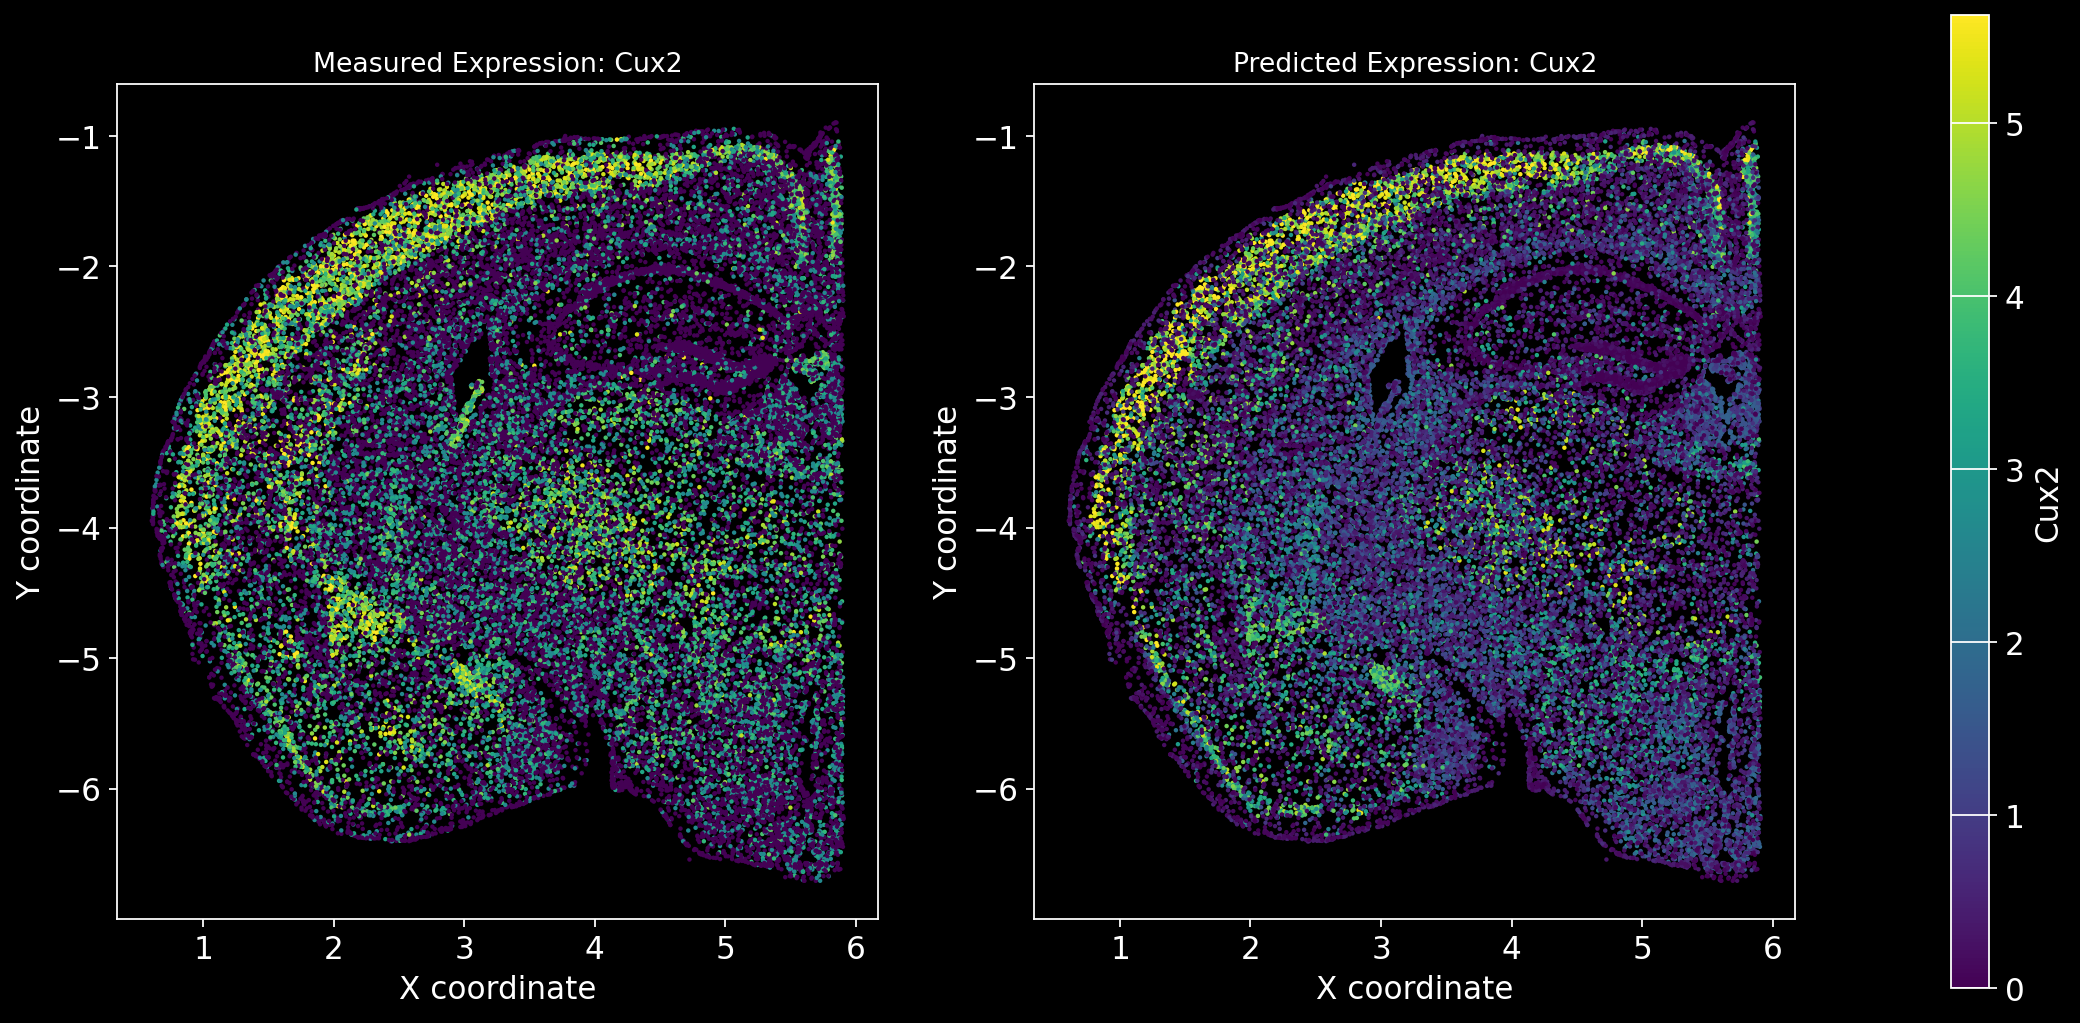 Measured Expression: Cux2
Predicted Expression: Cux2
−1
−2
−3
−4
−5
−6
Y coordinate
1 2 3 4 5 6
X coordinate
−1
−2
−3
−4
−5
−6
Y coordinate
1 2 3 4 5 6
X coordinate
5
4
3
2
1
0
Cux2